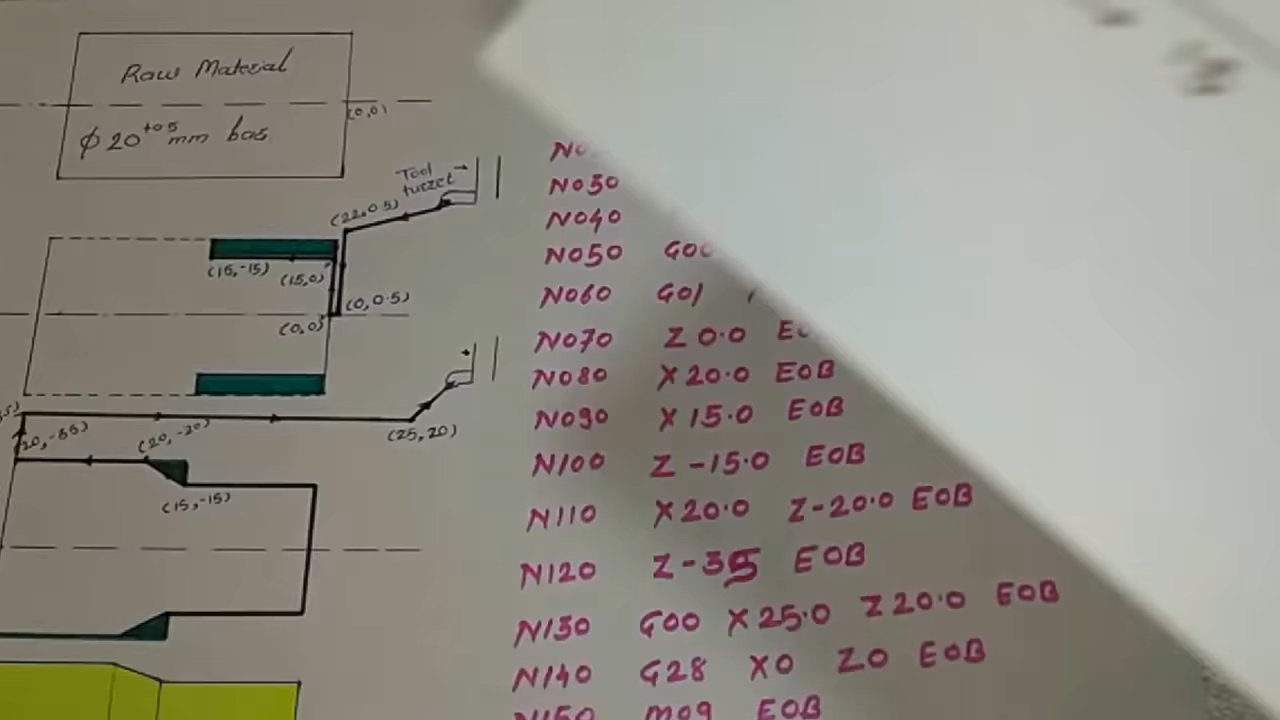 Raw Material
(0,0)
φ20 +0.5 mm bar
Tool turret
(22,0.5)
(15,-15)
(15,0)
(0,0.5)
(0,0)
(20,-20)
(25,20)
(15,-15)
N030
N040
N050 G00
N060 G01
N070 Z0.0
N080 X20.0 EOB
N090 X15.0 EOB
N100 Z-15.0 EOB
N110 X20.0 Z-20.0 EOB
N120 Z-35 EOB
N130 G00 X25.0 Z20.0 EOB
N140 G28 X0 Z0 EOB
N150 M09 EOB